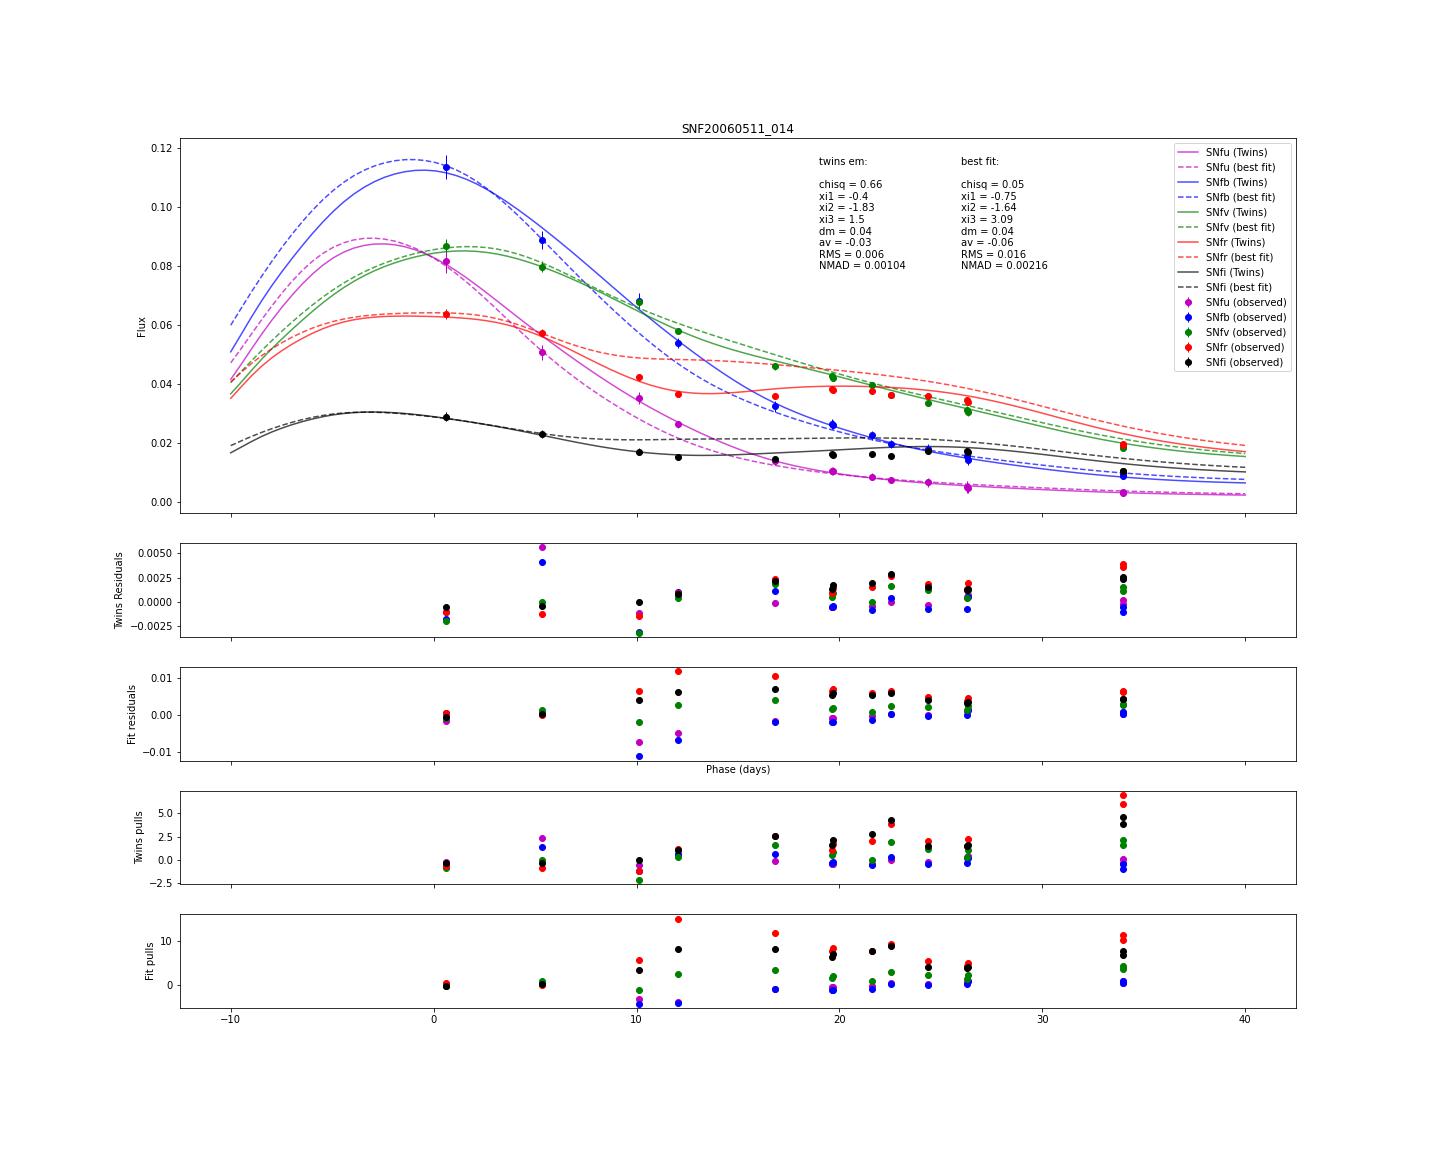 SNF20060511_014
0.12
0.10
0.08
0.06
0.04
0.02
0.00
Flux
twins em:
chisq = 0.66
xi1 = -0.4
xi2 = -1.83
xi3 = 1.5
dm = 0.04
av = -0.03
RMS = 0.006
NMAD = 0.00104
best fit:
chisq = 0.05
xi1 = -0.75
xi2 = -1.64
xi3 = 3.09
dm = 0.04
av = -0.06
RMS = 0.016
NMAD = 0.00216
SNfu (Twins)
SNfu (best fit)
SNfb (Twins)
SNfb (best fit)
SNfv (Twins)
SNfv (best fit)
SNfr (Twins)
SNfr (best fit)
SNfi (Twins)
SNfi (best fit)
SNfu (observed)
SNfb (observed)
SNfv (observed)
SNfr (observed)
SNfi (observed)
0.0050
0.0025
0.0000
−0.0025
Twins Residuals
0.01
0.00
−0.01
Fit residuals
Phase (days)
5.0
2.5
0.0
−2.5
Twins pulls
10
0
Fit pulls
−10
0
10
20
30
40